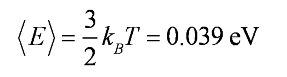 ⟨E⟩ = 3/2 k_B T = 0.039 eV